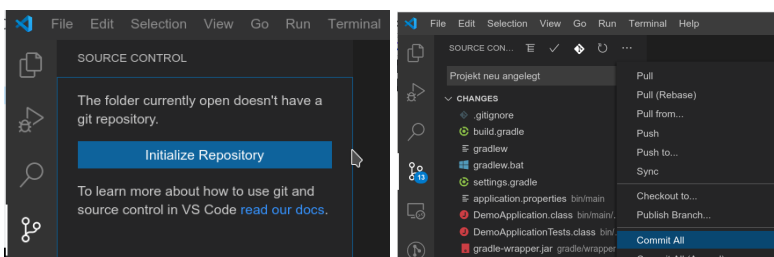 File Edit Selection View Go Run Terminal
SOURCE CONTROL
The folder currently open doesn't have a
git repository.
Initialize Repository
To learn more about how to use git and
source control in VS Code read our docs.
File Edit Selection View Go Run Terminal Help
SOURCE CON...
Projekt neu angelegt
CHANGES
.gitignore
build.gradle
gradlew
gradlew.bat
settings.gradle
application.properties bin/main
DemoApplication.class bin/main/.
DemoApplicationTests.class bin/.
gradle-wrapper.jar gradle/wrapper
13
Pull
Pull (Rebase)
Pull from...
Push
Push to...
Sync
Checkout to...
Publish Branch...
Commit All